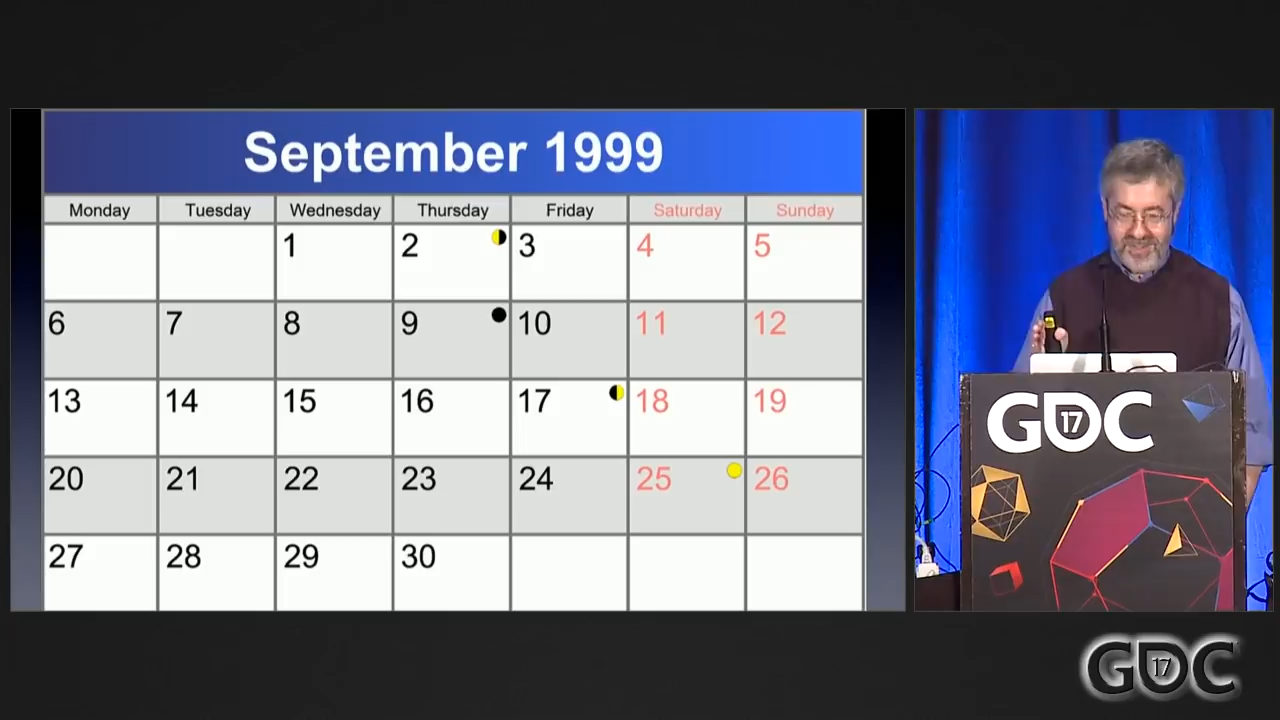 September 1999
Monday Tuesday Wednesday Thursday Friday Saturday Sunday
1 2 3 4 5
6 7 8 9 10 11 12
13 14 15 16 17 18 19
20 21 22 23 24 25 26
27 28 29 30
GDC 17
GDC 17